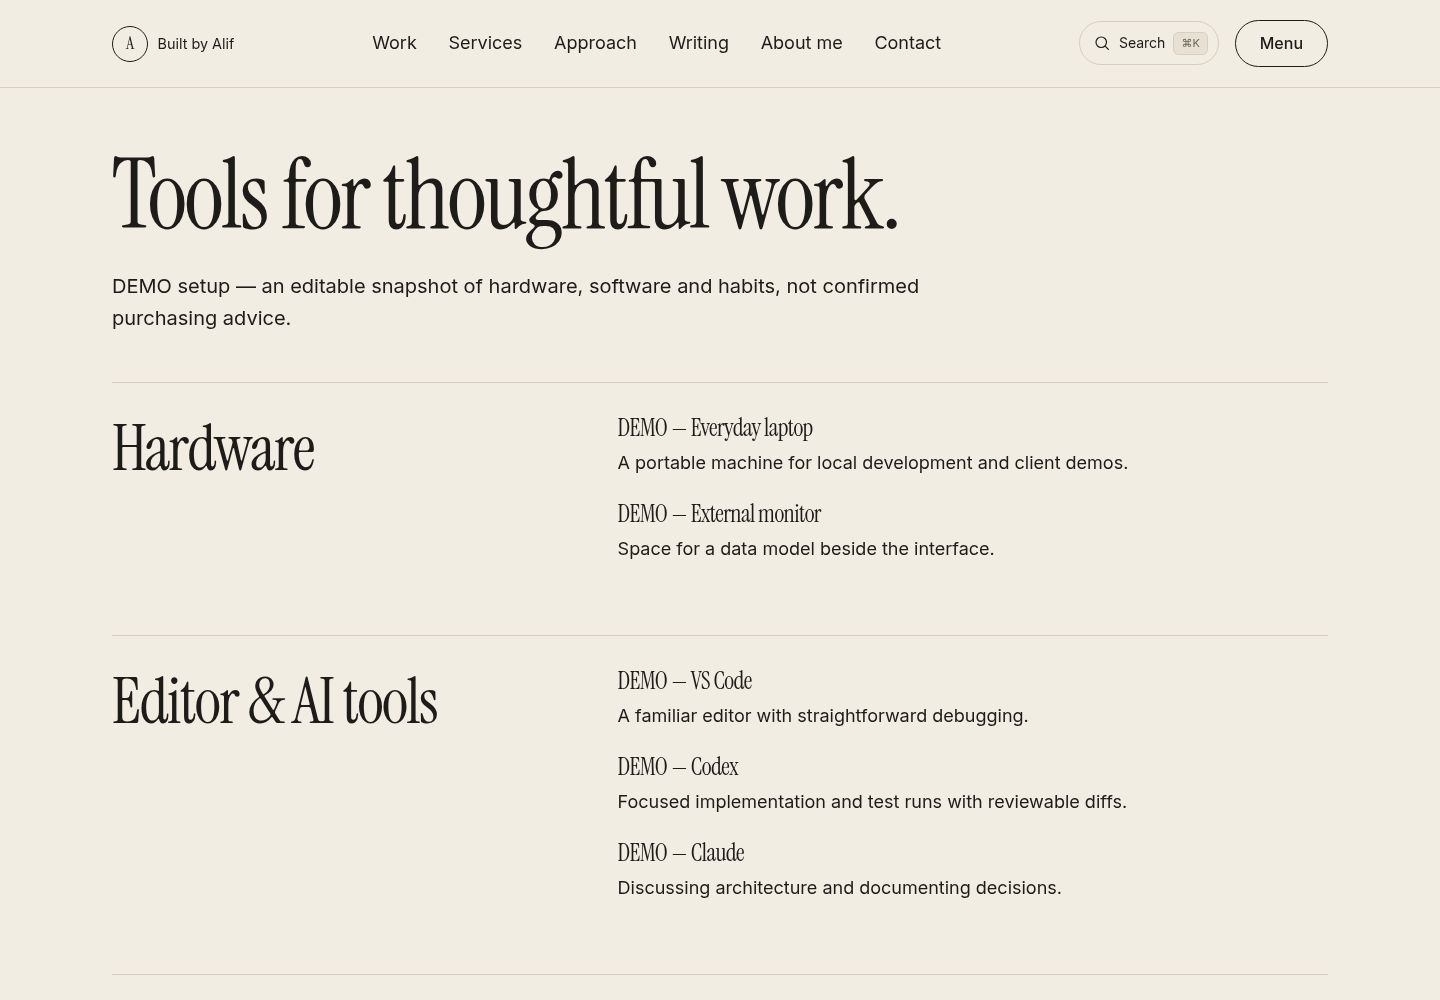 A Built by Alif
Work Services Approach Writing About me Contact
Search ⌘K
Menu
Tools for thoughtful work.
DEMO setup — an editable snapshot of hardware, software and habits, not confirmed
purchasing advice.
Hardware
DEMO — Everyday laptop
A portable machine for local development and client demos.
DEMO — External monitor
Space for a data model beside the interface.
Editor & AI tools
DEMO — VS Code
A familiar editor with straightforward debugging.
DEMO — Codex
Focused implementation and test runs with reviewable diffs.
DEMO — Claude
Discussing architecture and documenting decisions.